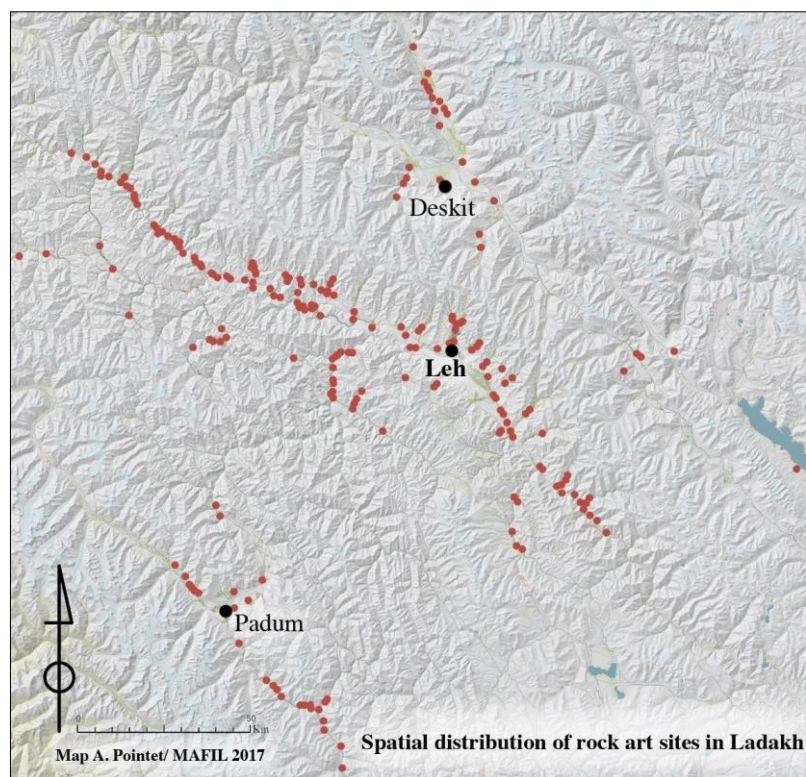 Deskit
Leh
Padum
0 50
Km
Map A. Pointet/ MAFIL 2017
Spatial distribution of rock art sites in Ladakh